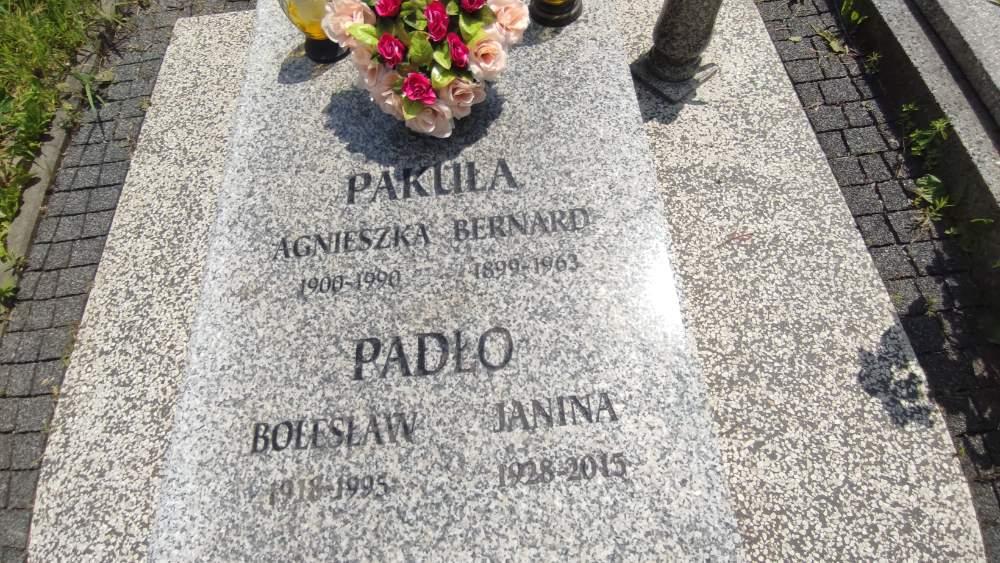 PAKUŁA
AGNIESZKA BERNARD
1900-1990 1899-1963
PADŁO
BOLESŁAW JANINA
1918-1995 1928-2015